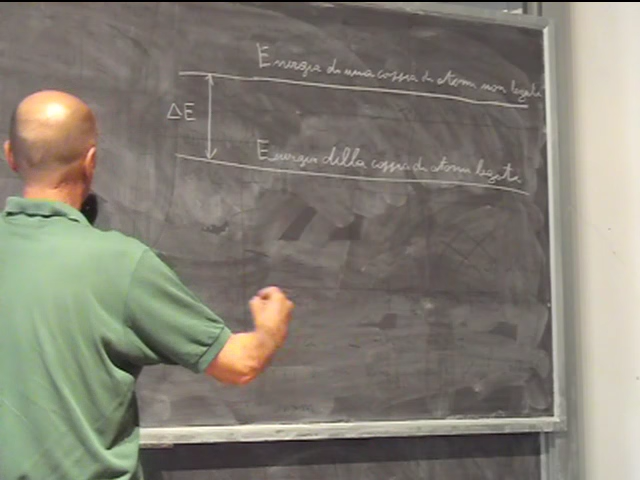 Energia di una coppia di atomi non legati
ΔE
Energia della coppia di atomi legati